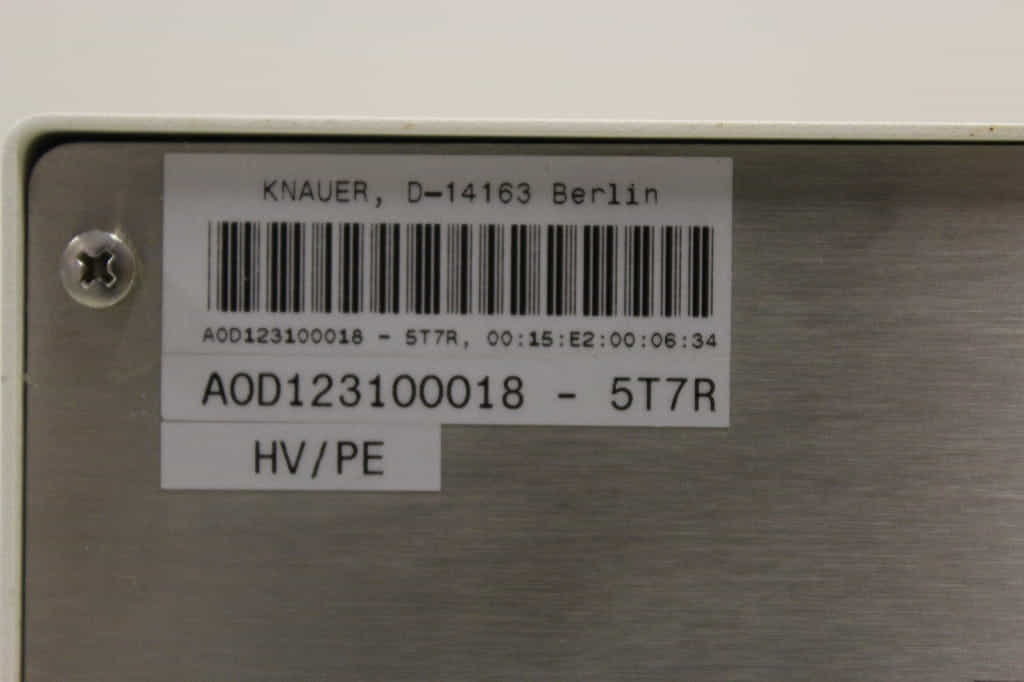 KNAUER, D-14163 Berlin
A0D123100018 - 5T7R, 00:15:E2:00:06:34
A0D123100018 - 5T7R
HV/PE